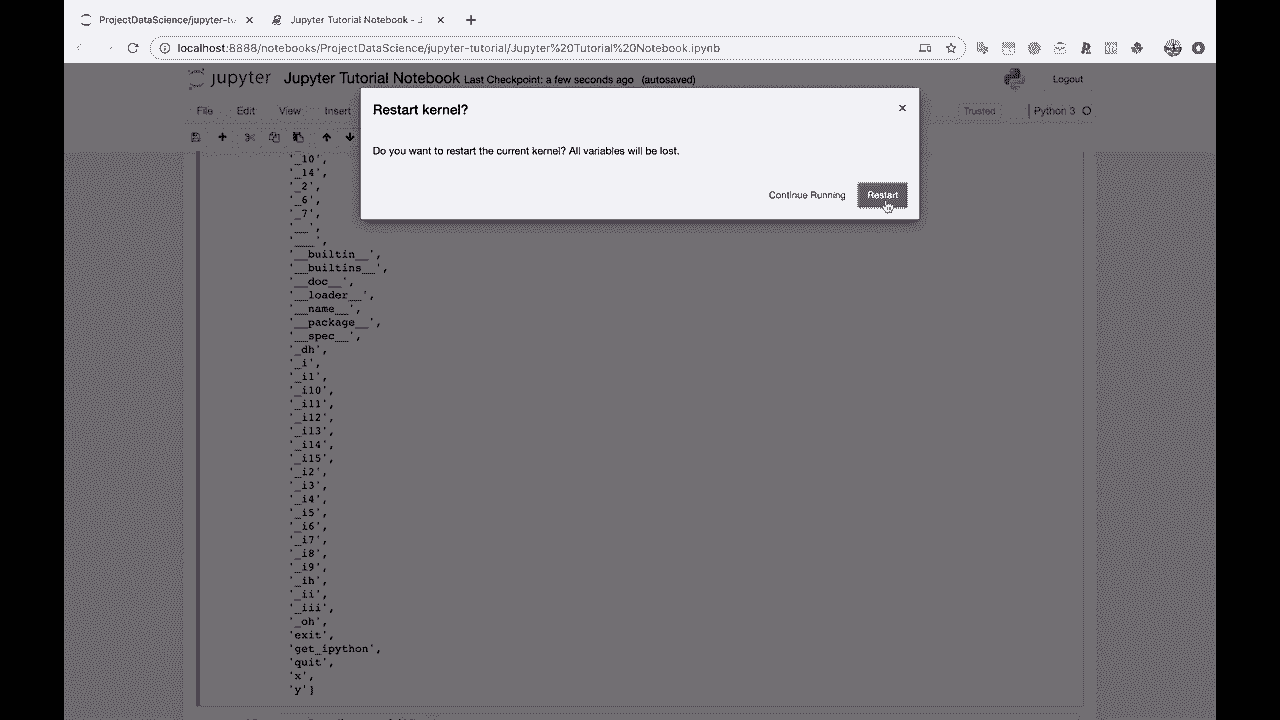 ProjectDataScience/jupyter-tu
Jupyter Tutorial Notebook - J
localhost:8888/notebooks/ProjectDataScience/jupyter-tutorial/Jupyter%20Tutorial%20Notebook.ipynb
jupyter Jupyter Tutorial Notebook Last Checkpoint: a few seconds ago (autosaved) Logout
File Edit View Insert Trusted Python 3
Restart kernel?
Do you want to restart the current kernel? All variables will be lost.
Continue Running Restart
'_10',
'_14',
'_2',
'_6',
'_7',
'__',
'___',
'__builtin__',
'__builtins__',
'__doc__',
'__loader__',
'__name__',
'__package__',
'__spec__',
'_dh',
'_i',
'_i1',
'_i10',
'_i11',
'_i12',
'_i13',
'_i14',
'_i15',
'_i2',
'_i3',
'_i4',
'_i5',
'_i6',
'_i7',
'_i8',
'_i9',
'_ih',
'_ii',
'_iii',
'_oh',
'exit',
'get_ipython',
'quit',
'x',
'y']